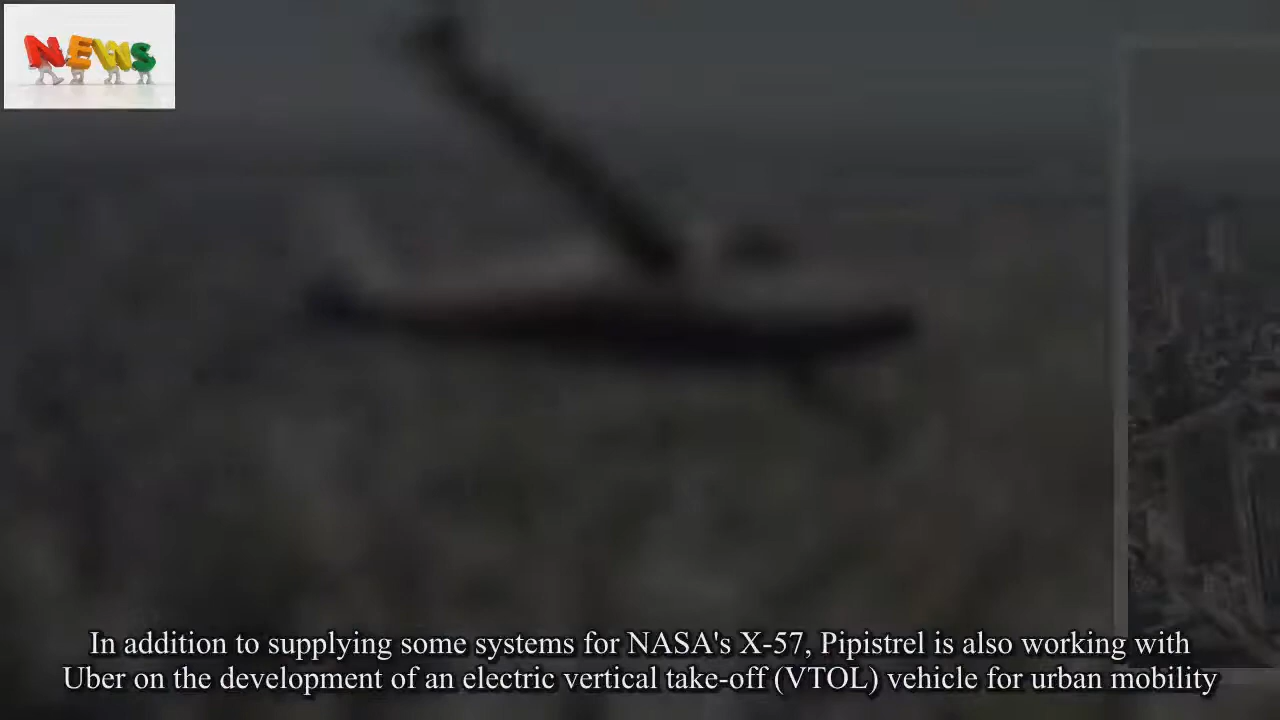 NEWS
In addition to supplying some systems for NASA's X-57, Pipistrel is also working with
Uber on the development of an electric vertical take-off (VTOL) vehicle for urban mobility